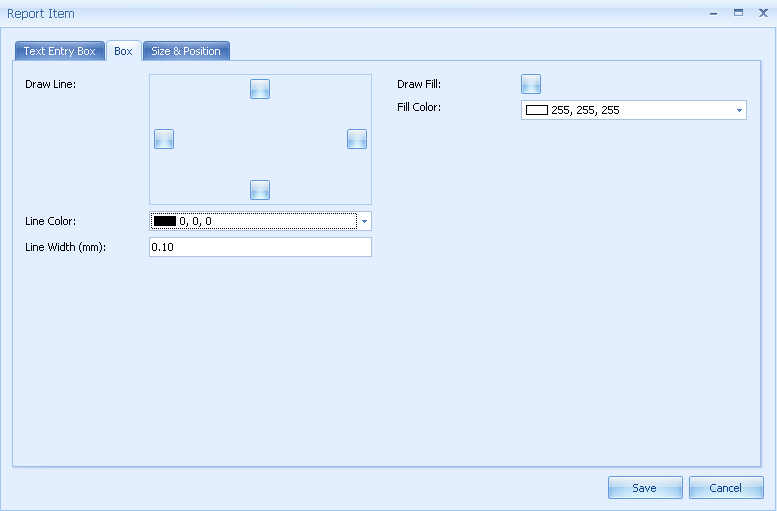 Report Item
Text Entry Box Box Size & Position
Draw Line: Draw Fill:
Fill Color: 255, 255, 255
Line Color: 0, 0, 0
Line Width (mm): 0.10
Save Cancel